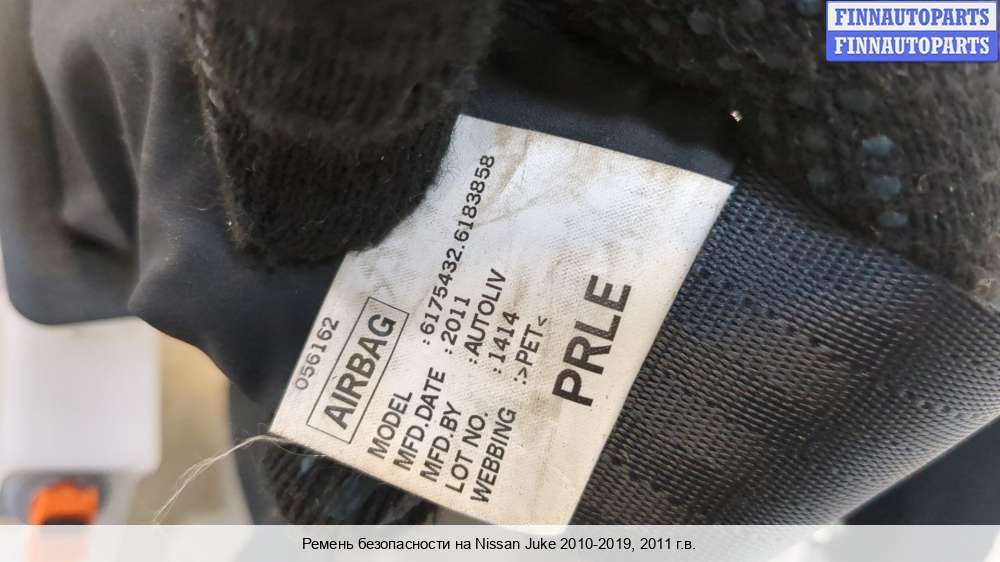 FINNAUTOPARTS
FINNAUTOPARTS
056162
AIRBAG
MODEL :6175432.6183858
MFD.DATE :2011
MFD.BY :AUTOLIV
LOT NO. :1414
WEBBING :>PET<
PRLE
Ремень безопасности на Nissan Juke 2010-2019, 2011 г.в.